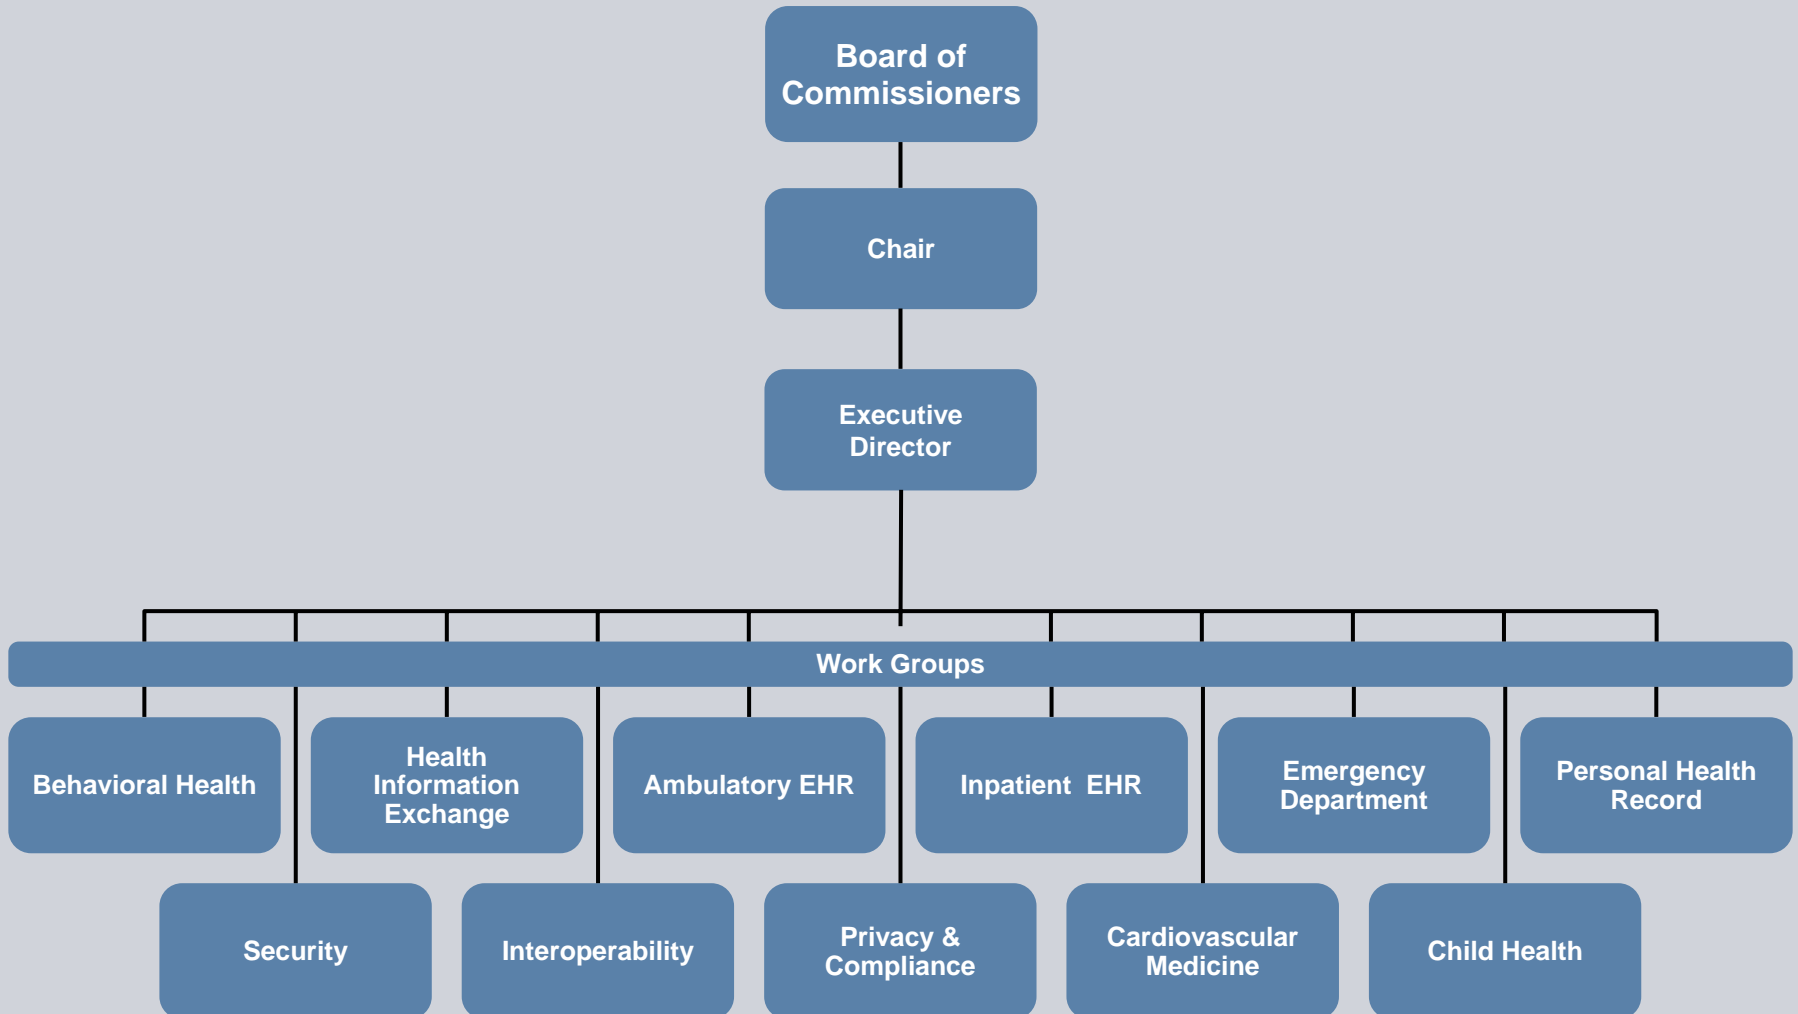 Board of
Commissioners
Chair
Executive
Director
Work Groups
Behavioral Health
Health
Information
Exchange
Ambulatory EHR
Inpatient  EHR
Emergency
Department
Personal Health
Record
Security
Interoperability
Privacy &
Compliance
Cardiovascular
Medicine
Child Health